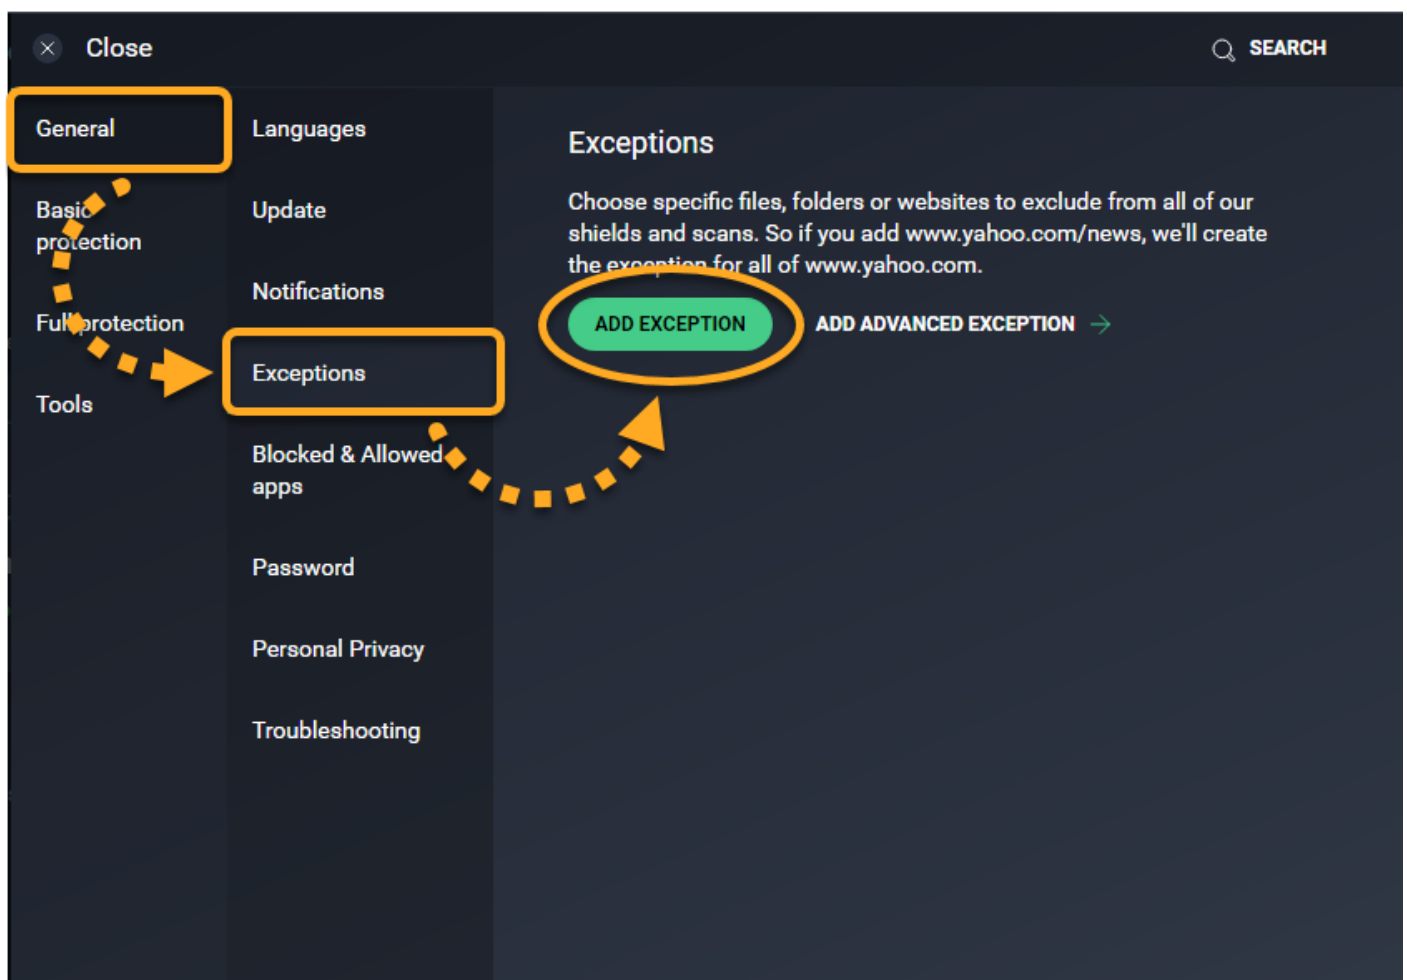 Close
SEARCH
General
Basic
protection
Full protection
Tools
Languages
Update
Notifications
Exceptions
Blocked & Allowed
apps
Password
Personal Privacy
Troubleshooting
Exceptions
Choose specific files, folders or websites to exclude from all of our
shields and scans. So if you add www.yahoo.com/news, we'll create
the exception for all of www.yahoo.com.
ADD EXCEPTION
ADD ADVANCED EXCEPTION